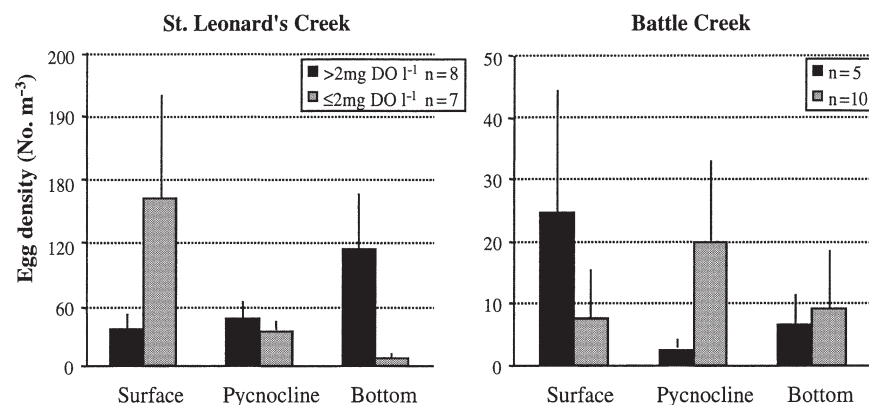 St. Leonard's Creek
Egg density (No. m⁻³)
200
190
180
120
60
0
>2mg DO l⁻¹ n=8
≤2mg DO l⁻¹ n=7
Surface Pycnocline Bottom
Battle Creek
50
40
30
20
10
0
n=5
n=10
Surface Pycnocline Bottom